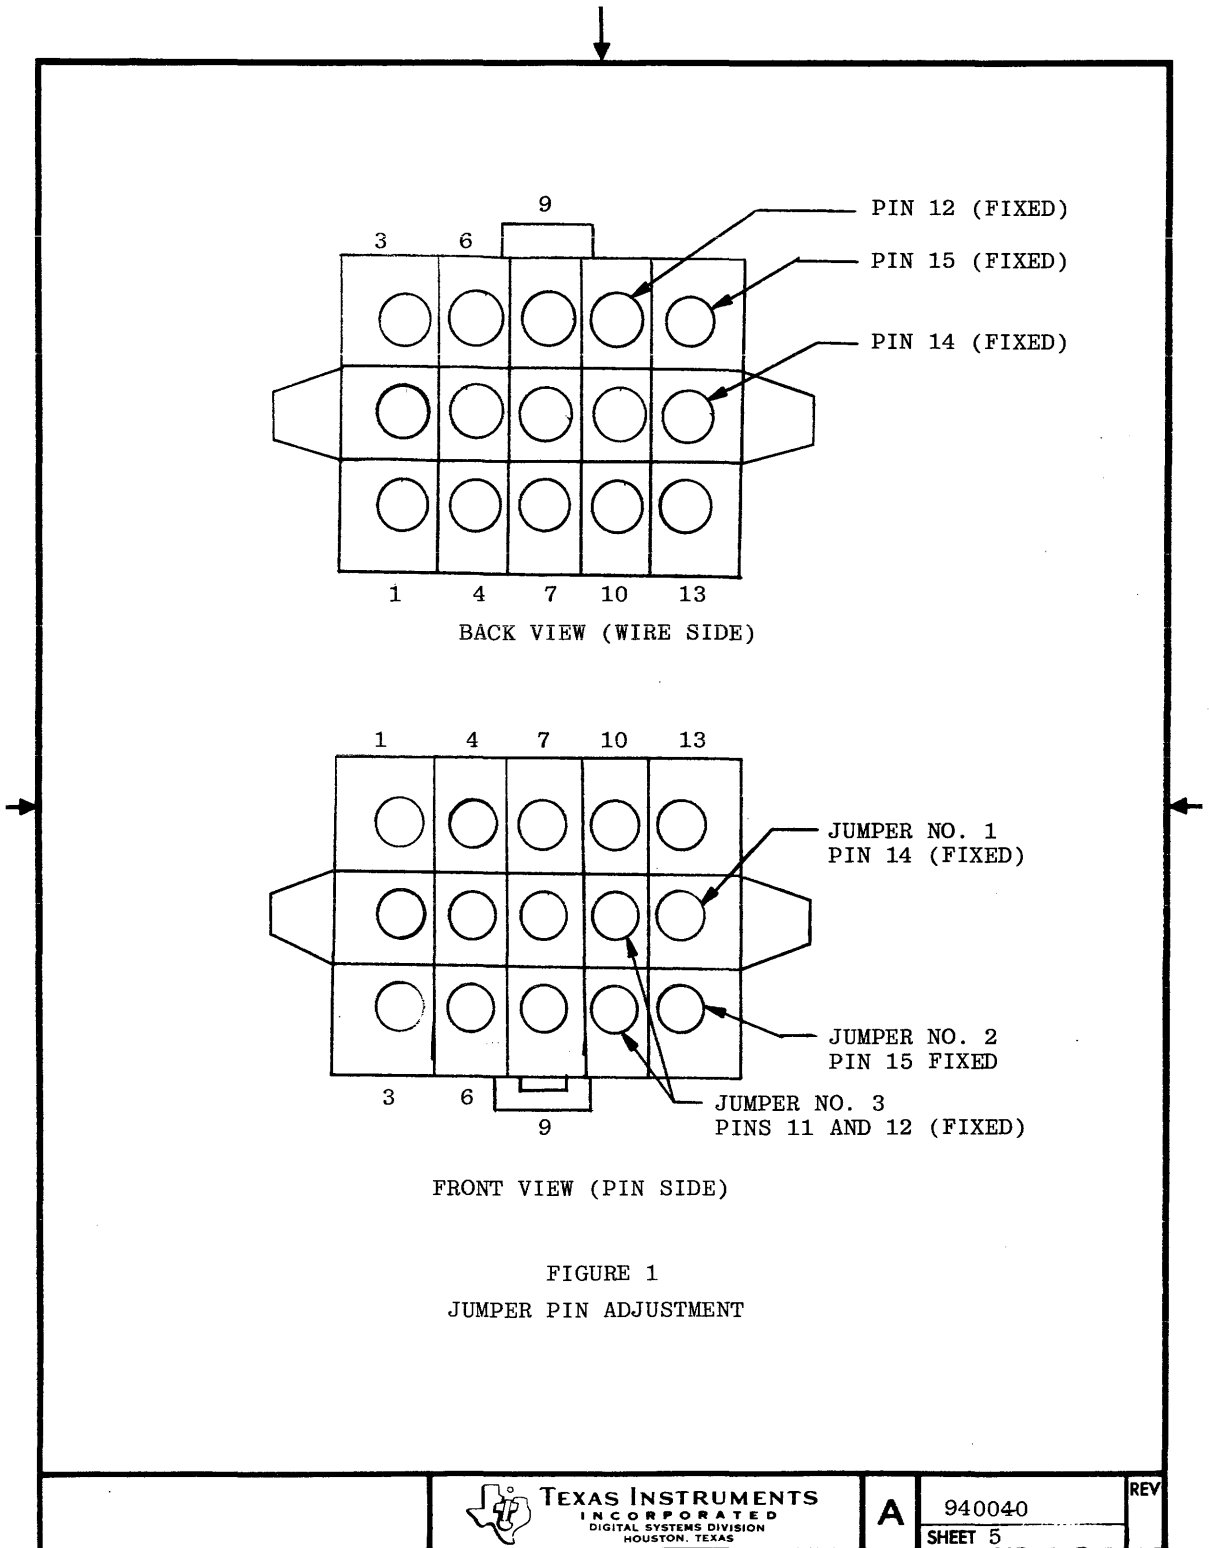 9
PIN 12 (FIXED)
3 6
PIN 15 (FIXED)
PIN 14 (FIXED)
1 4 7 10 13
BACK VIEW (WIRE SIDE)
1 4 7 10 13
JUMPER NO. 1
PIN 14 (FIXED)
JUMPER NO. 2
PIN 15 FIXED
3 6
JUMPER NO. 3
PINS 11 AND 12 (FIXED)
9
FRONT VIEW (PIN SIDE)
FIGURE 1
JUMPER PIN ADJUSTMENT
TEXAS INSTRUMENTS
INCORPORATED
DIGITAL SYSTEMS DIVISION
HOUSTON, TEXAS
A
940040
REV
SHEET 5